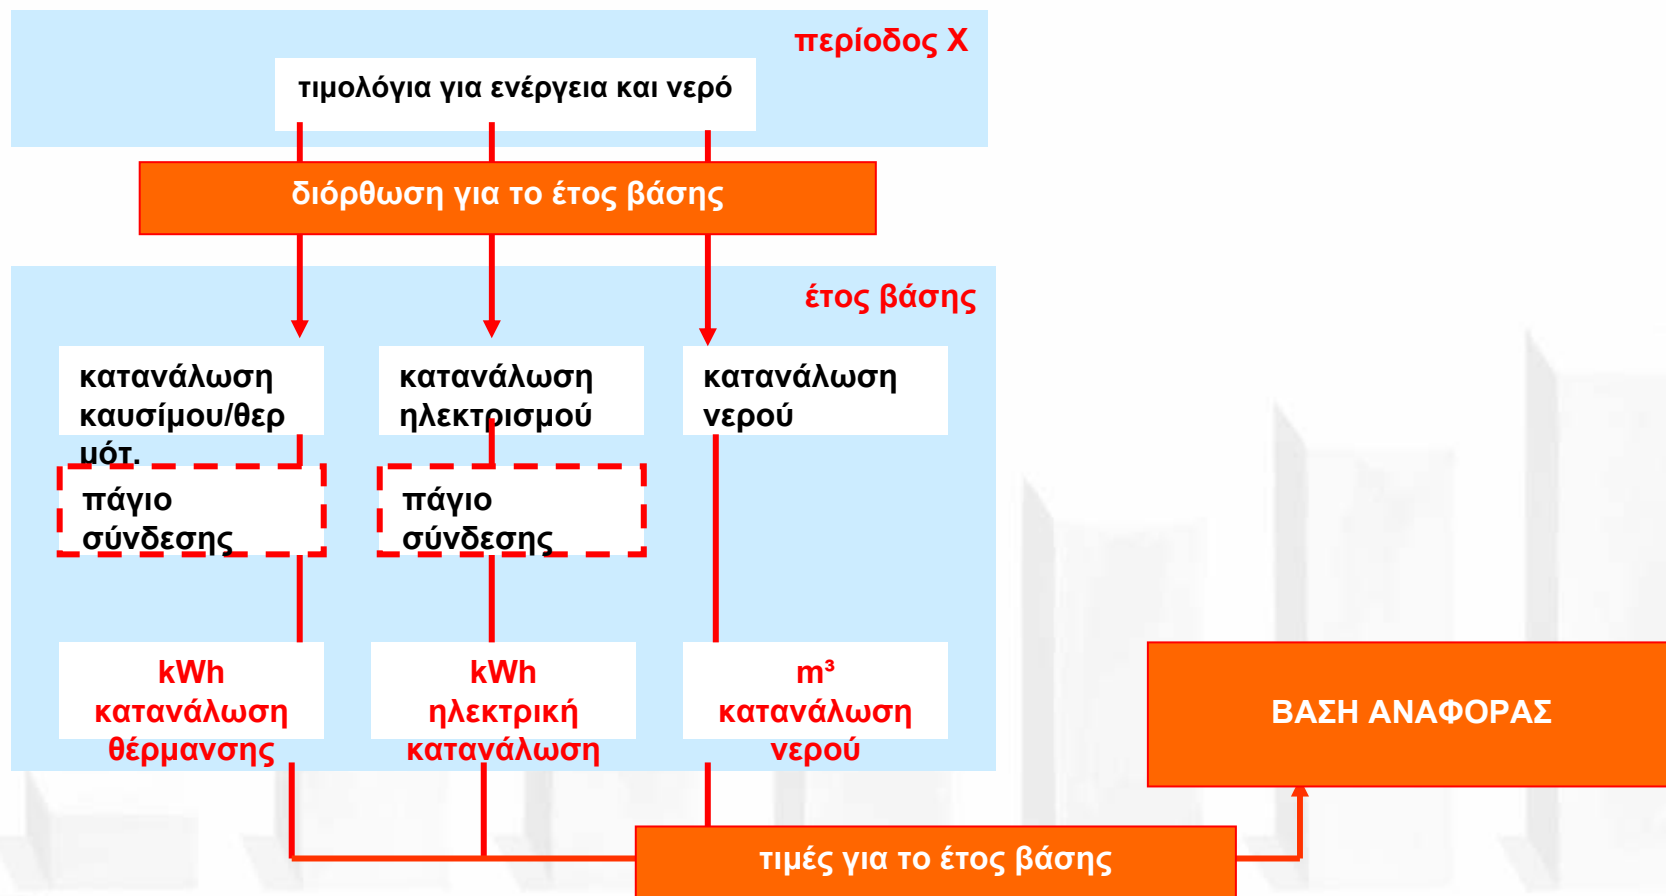 περίοδος Χ
τιμολόγια για ενέργεια και νερό
διόρθωση για το έτος βάσης
έτος βάσης
κατανάλωση
καυσίμου/θερ
μότ.
κατανάλωση
ηλεκτρισμού
κατανάλωση
νερού
πάγιο
σύνδεσης
πάγιο
σύνδεσης
kWh
κατανάλωση
θέρμανσης
kWh
ηλεκτρική
κατανάλωση
m³
κατανάλωση
νερού
ΒΑΣΗ ΑΝΑΦΟΡΑΣ
τιμές για το έτος βάσης